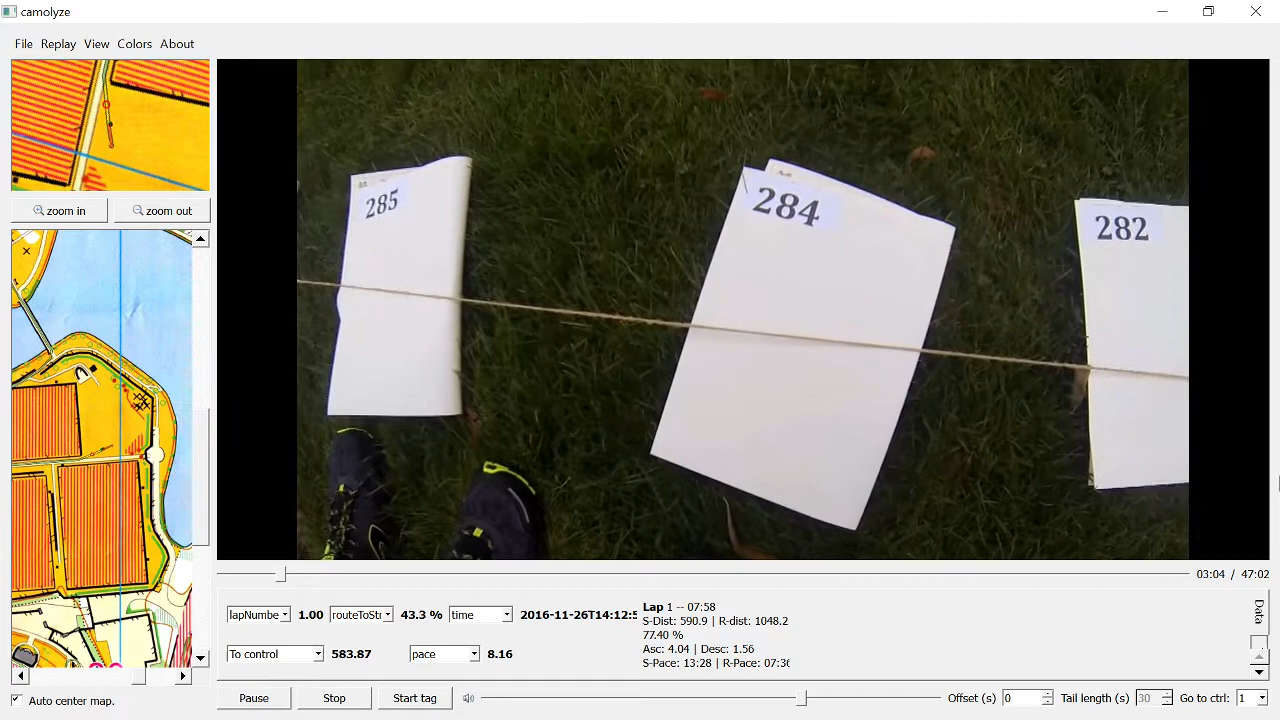 camolyze
File Replay View Colors About
285
284
282
zoom in zoom out
03:04 / 47:02
lapNumbe 1.00 routeToStr 43.3 % time 2016-11-26T14:12:5
Lap 1 -- 07:58
S-Dist: 590.9 | R-dist: 1048.2
77.40 %
Asc: 4.04 | Desc: 1.56
S-Pace: 13:28 | R-Pace: 07:36
To control 583.87 pace 8.16
Data
Auto center map.
Pause Stop Start tag Offset (s) 0 Tail length (s) 30 Go to ctrl: 1